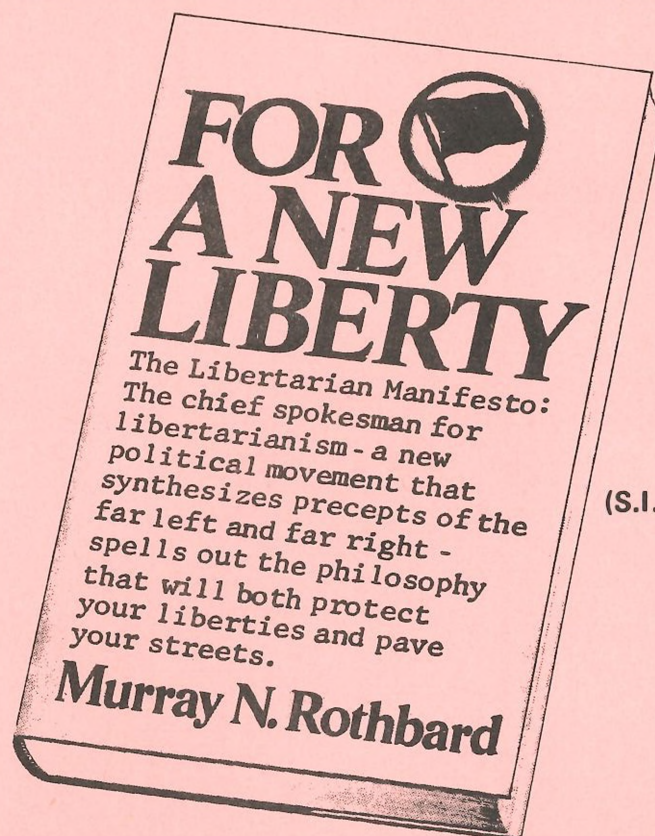 FOR
A NEW
LIBERTY
The Libertarian Manifesto:
The chief spokesman for
libertarianism - a new
political movement that
synthesizes precepts of the
far left and far right -
spells out the philosophy
that will both protect
your liberties and pave
your streets.
Murray N. Rothbard
(S.I.